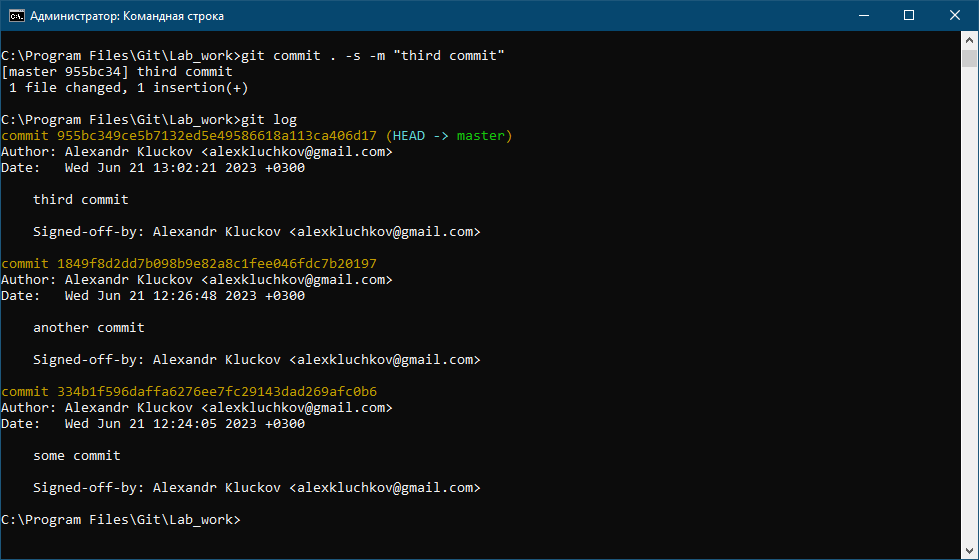 Администратор: Командная строка
C:\Program Files\Git\Lab_work>git commit . -s -m "third commit"
[master 955bc34] third commit
 1 file changed, 1 insertion(+)
C:\Program Files\Git\Lab_work>git log
commit 955bc349ce5b7132ed5e49586618a113ca406d17 (HEAD -> master)
Author: Alexandr Kluckov <alexkluchkov@gmail.com>
Date:   Wed Jun 21 13:02:21 2023 +0300
    third commit
    Signed-off-by: Alexandr Kluckov <alexkluchkov@gmail.com>
commit 1849f8d2dd7b098b9e82a8c1fee046fdc7b20197
Author: Alexandr Kluckov <alexkluchkov@gmail.com>
Date:   Wed Jun 21 12:26:48 2023 +0300
    another commit
    Signed-off-by: Alexandr Kluckov <alexkluchkov@gmail.com>
commit 334b1f596daffa6276ee7fc29143dad269afc0b6
Author: Alexandr Kluckov <alexkluchkov@gmail.com>
Date:   Wed Jun 21 12:24:05 2023 +0300
    some commit
    Signed-off-by: Alexandr Kluckov <alexkluchkov@gmail.com>
C:\Program Files\Git\Lab_work>